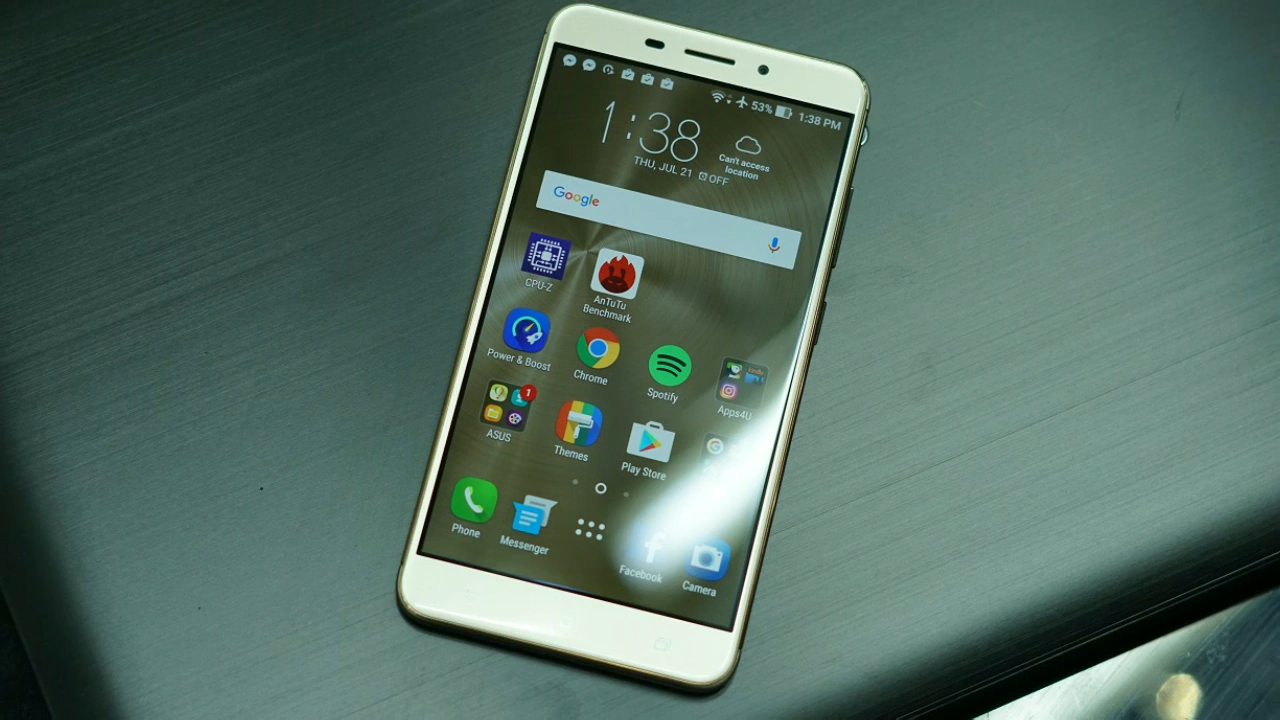 53% 1:38 PM
1:38
THU, JUL 21 OFF
Can't access
location
Google
CPU-Z
AnTuTu
Benchmark
Power & Boost
Chrome
Spotify
Apps4U
1
ASUS
Themes
Play Store
Phone
Messenger
Facebook
Camera